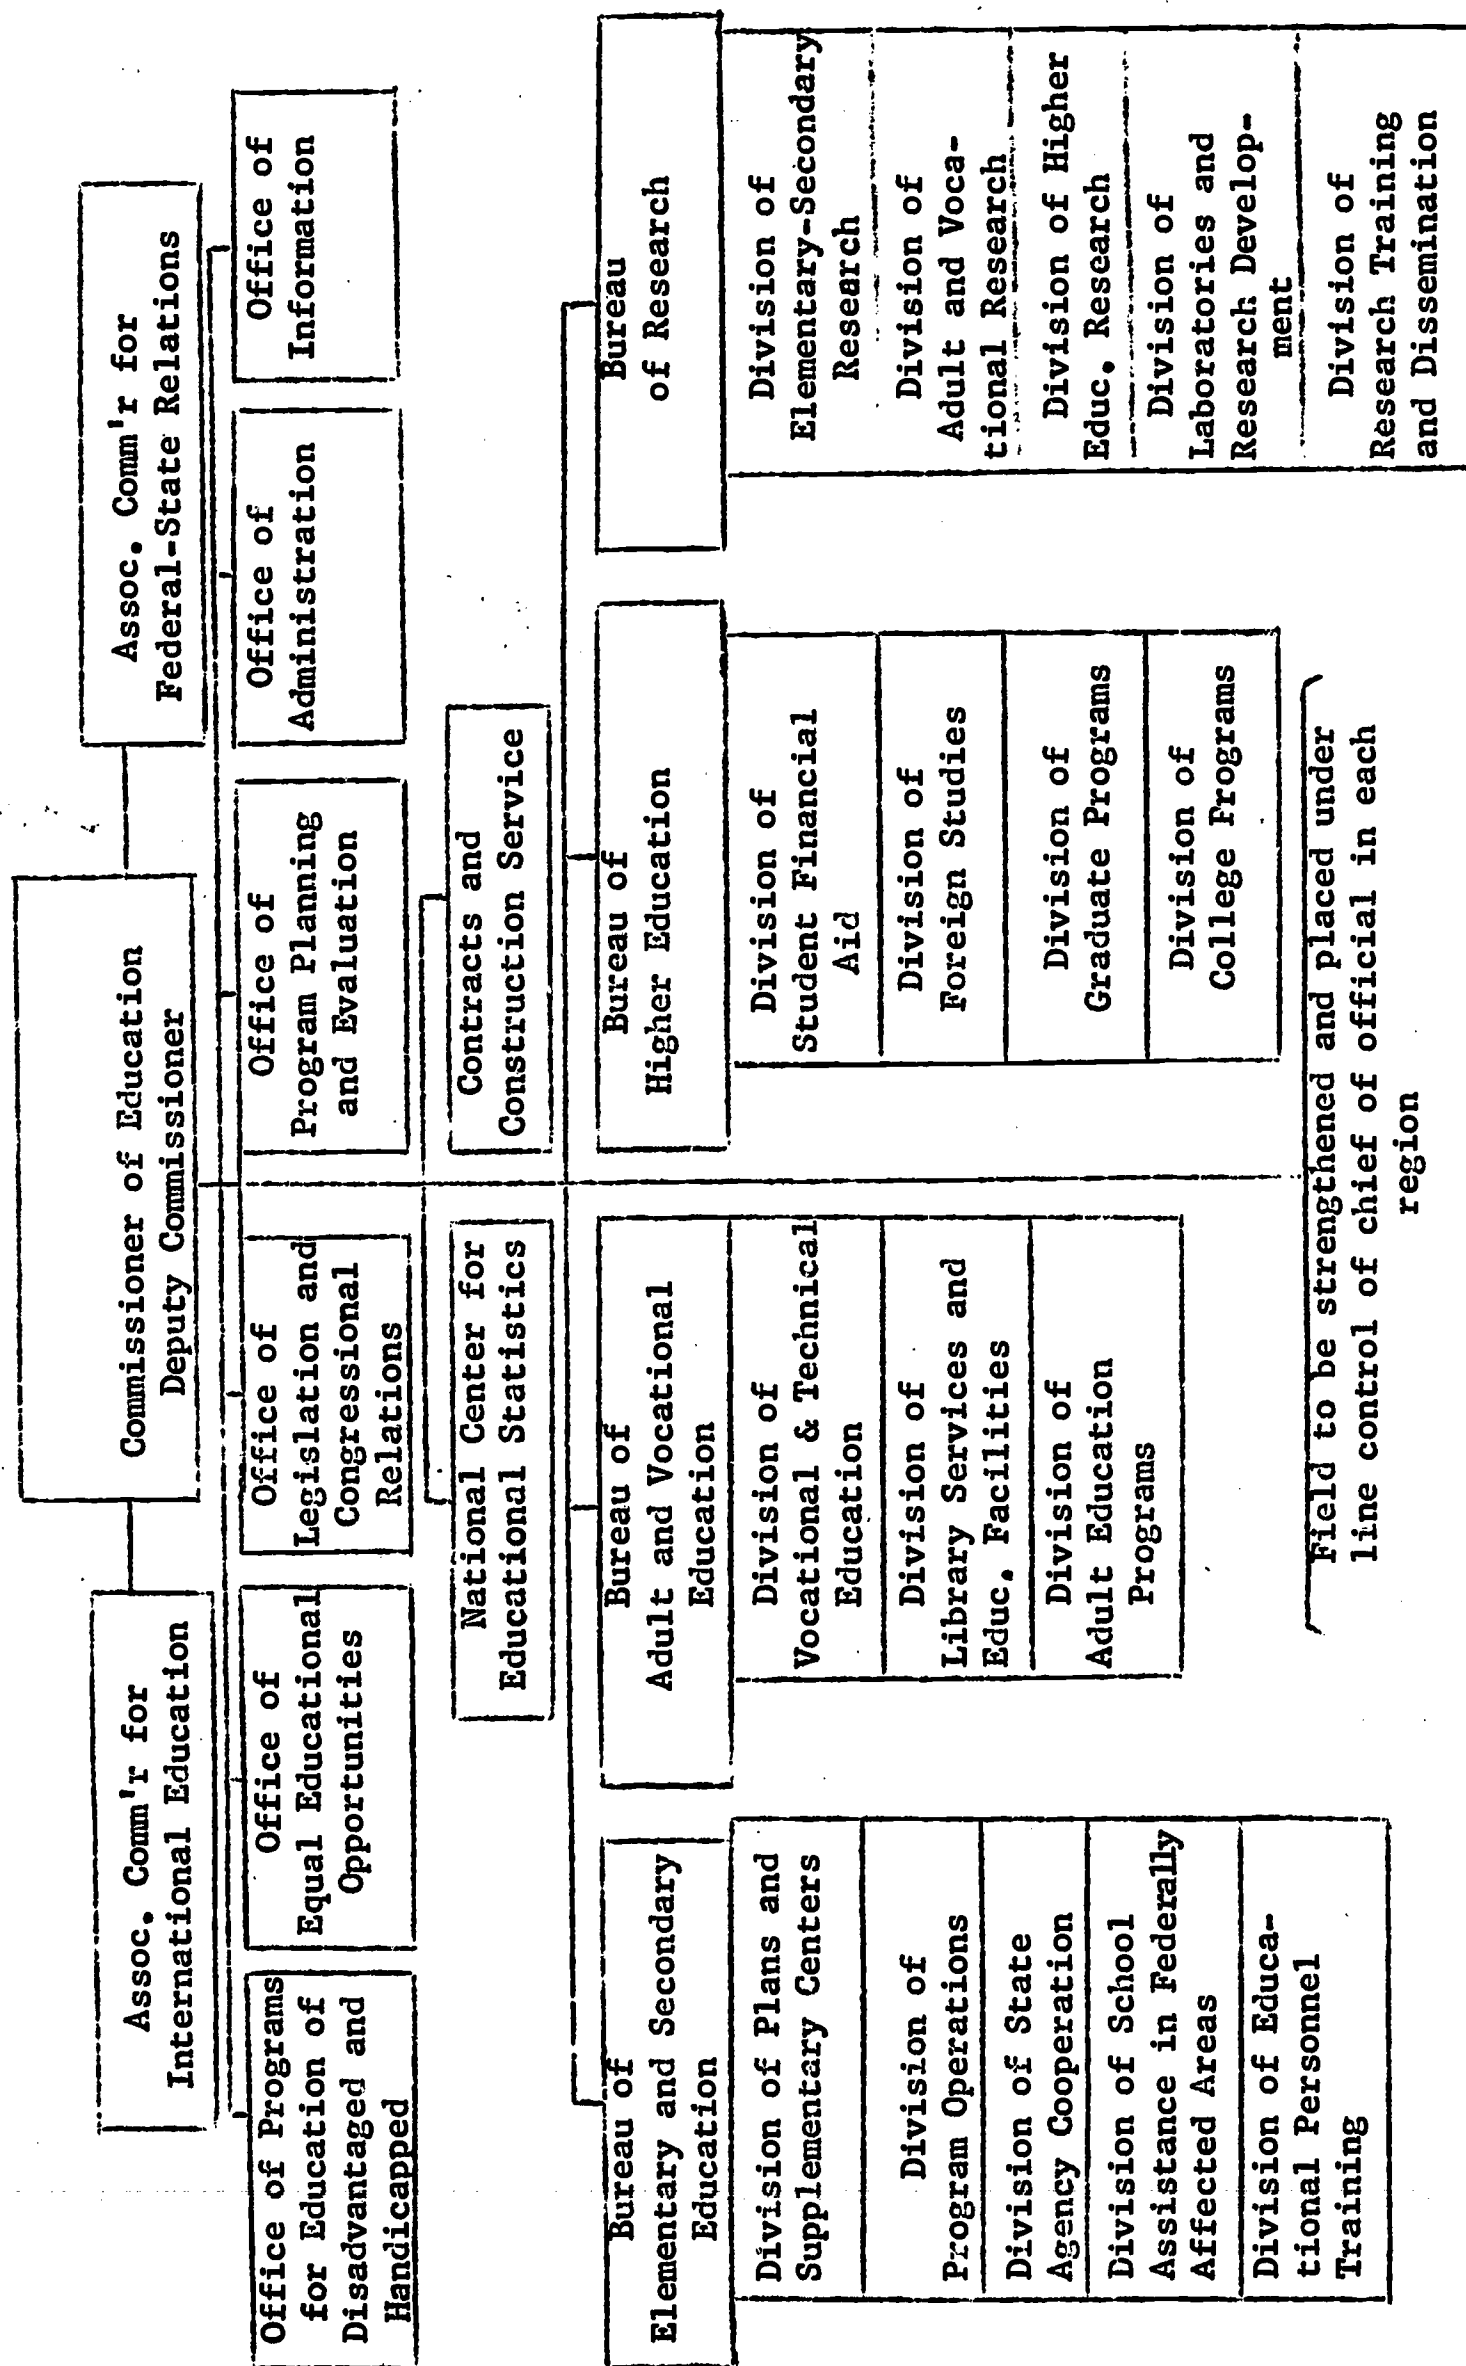 Commissioner of Education
Deputy Commissioner
Assoc. Comm'r for
International Education
Assoc. Comm'r for
Federal-State Relations
Office of Programs
for Education of
Disadvantaged and
Handicapped
Office of
Equal Educational
Opportunities
Office of
Legislation and
Congressional
Relations
Office of
Program Planning
and Evaluation
Office of
Administration
Office of
Information
National Center for
Educational Statistics
Contracts and
Construction Service
Bureau of
Elementary and Secondary
Education
Division of Plans and
Supplementary Centers
Division of
Program Operations
Division of State
Agency Cooperation
Division of School
Assistance in Federally
Affected Areas
Division of Educa-
tional Personnel
Training
Bureau of
Adult and Vocational
Education
Division of
Vocational & Technical
Education
Division of
Library Services and
Educ. Facilities
Division of
Adult Education
Programs
Bureau of
Higher Education
Division of
Student Financial
Aid
Division of
Foreign Studies
Division of
Graduate Programs
Division of
College Programs
Bureau
of Research
Division of
Elementary-Secondary
Research
Division of
Adult and Voca-
tional Research
Division of Higher
Educ. Research
Division of
Laboratories and
Research Develop-
ment
Division of
Research Training
and Dissemination
Field to be strengthened and placed under
line control of chief of official in each
region